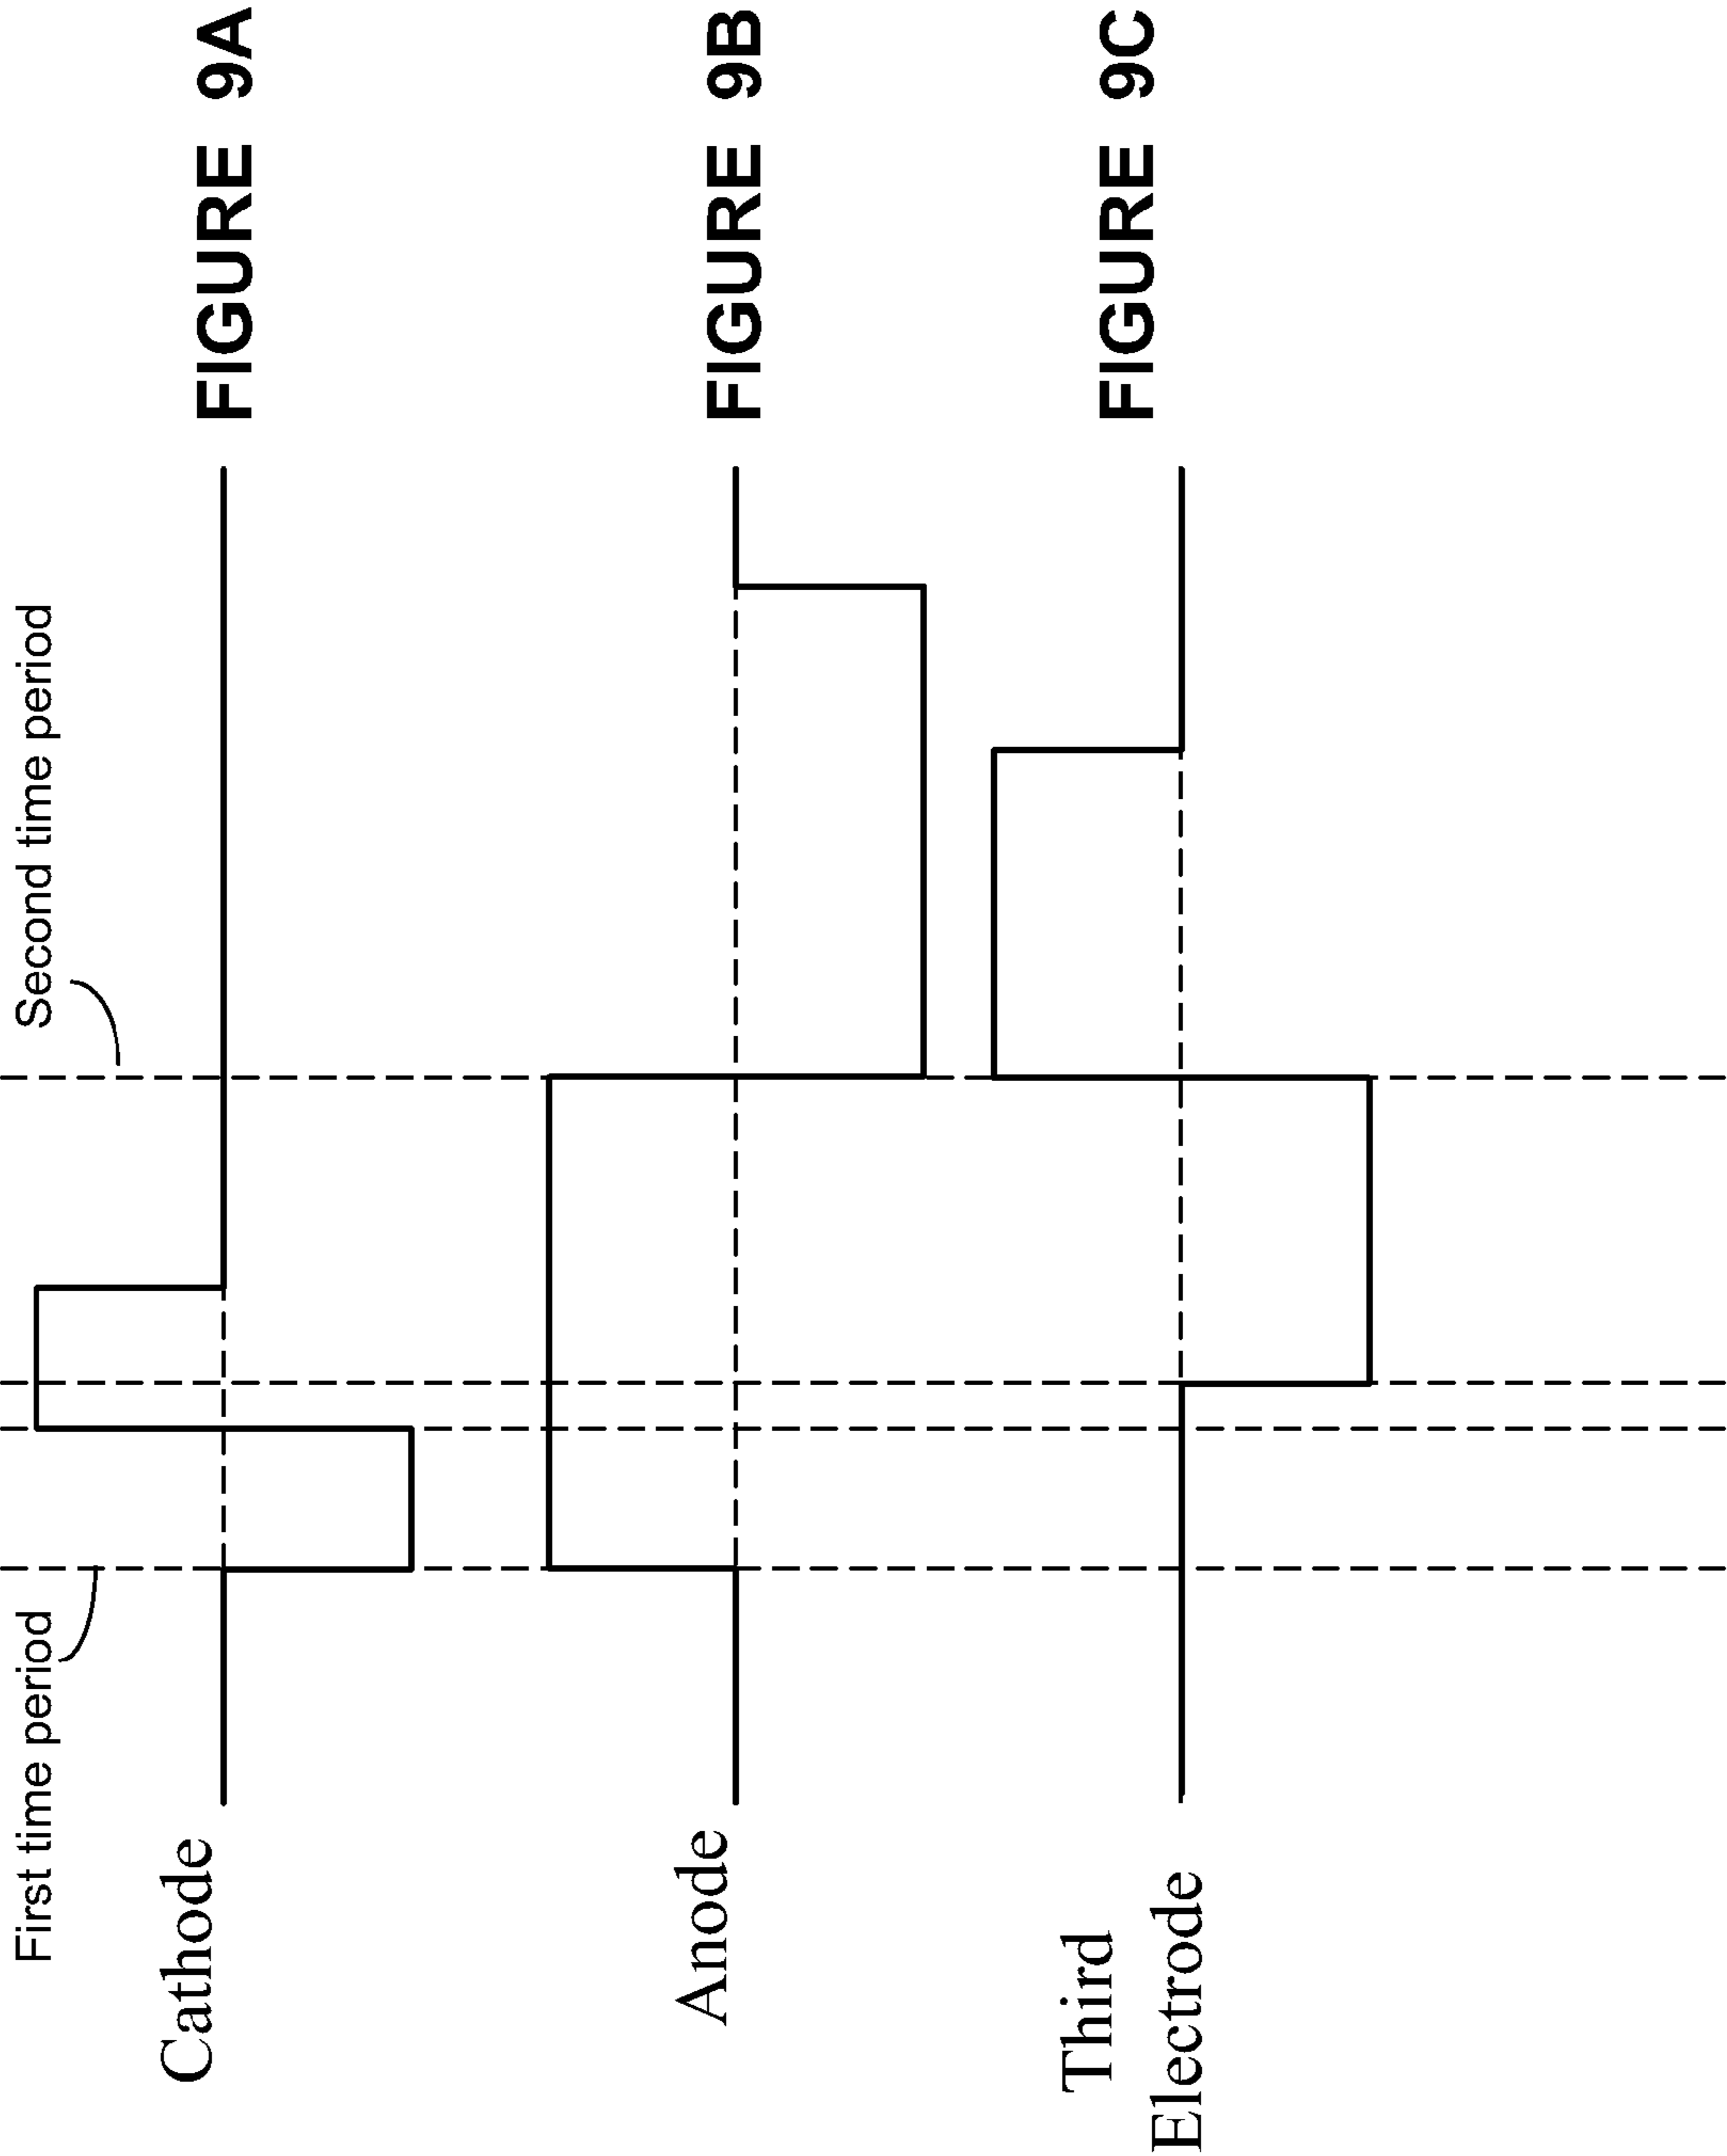 First time period
Second time period
Cathode
FIGURE 9A
Anode
FIGURE 9B
Third
Electrode
FIGURE 9C